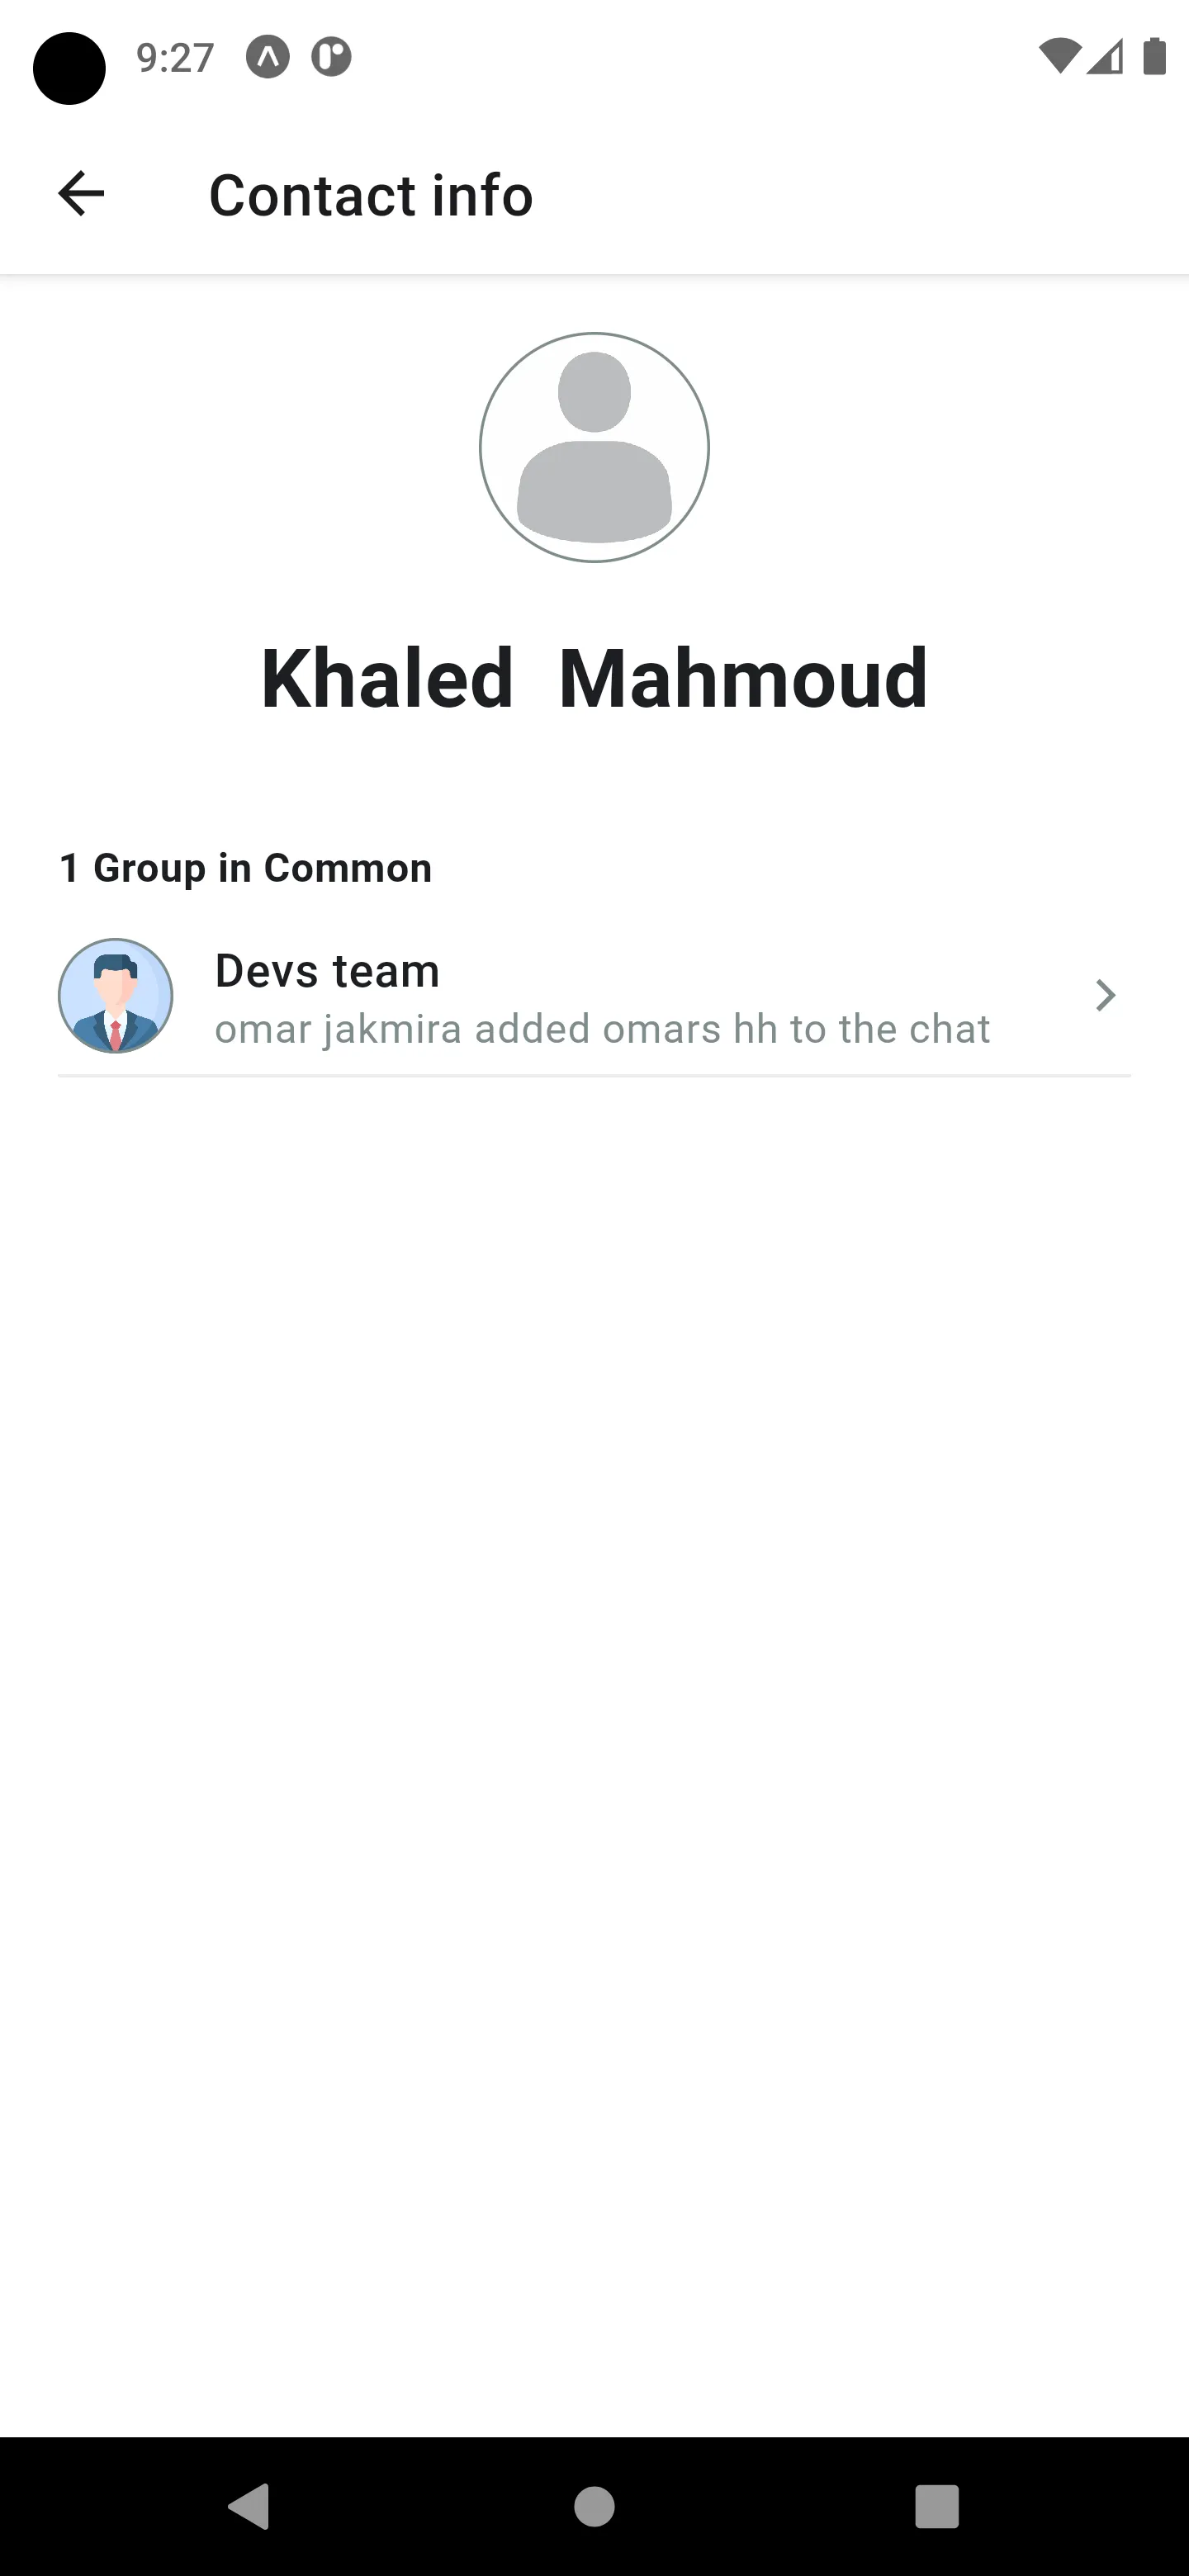 9:27
Contact info
Khaled  Mahmoud
1 Group in Common
Devs team
omar jakmira added omars hh to the chat